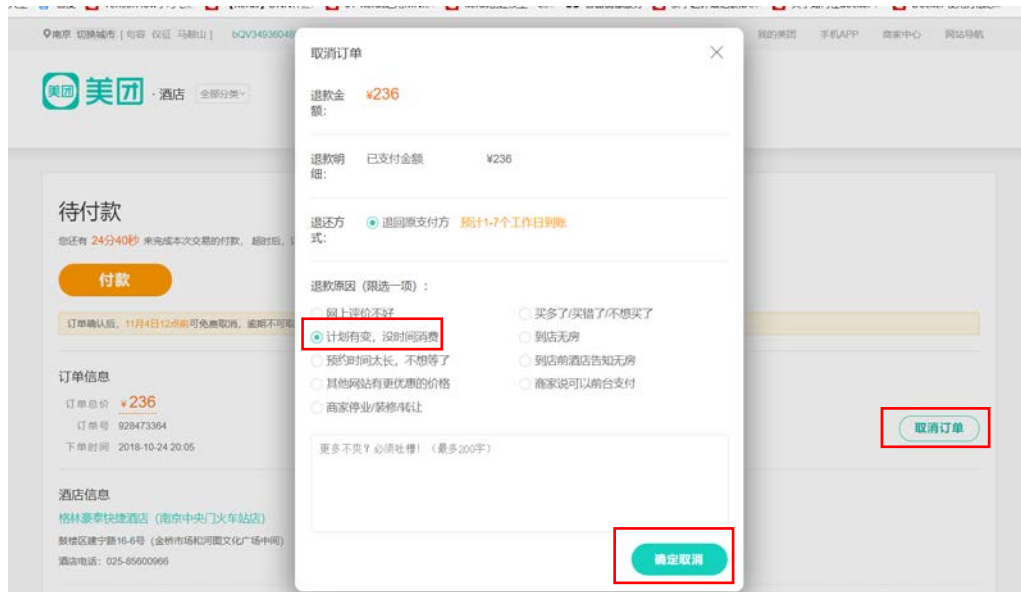 南京 切换城市 [ 句容 仪征 马鞍山 ]
我的美团 手机APP 商家中心 网站导航
美团 美团 · 酒店 全部分类
取消订单
退款金额: ¥236
退款明细: 已支付金额 ¥236
退还方式: 退回原支付方 预计1-7个工作日到账
退款原因（限选一项）:
网上评价不好 买多了/买错了/不想买了
计划有变，没时间消费 到店无房
预约时间太长，不想等了 到店前酒店告知无房
其他网站有更优惠的价格 商家说可以前台支付
商家停业/装修/转让
更多不爽？必须吐槽！（最多200字）
确定取消
待付款
您还有 24分40秒 来完成本次交易的付款，超时后，
付款
订单确认后，11月4日12点前可免费取消，逾期不可取
订单信息
订单总价 ¥236
订单号 928473364
下单时间 2018-10-24 20:05
取消订单
酒店信息
格林豪泰快捷酒店（南京中央门火车站店）
鼓楼区建宁路16-6号（金桥市场和河图文化广场中间）
酒店电话: 025-85600966